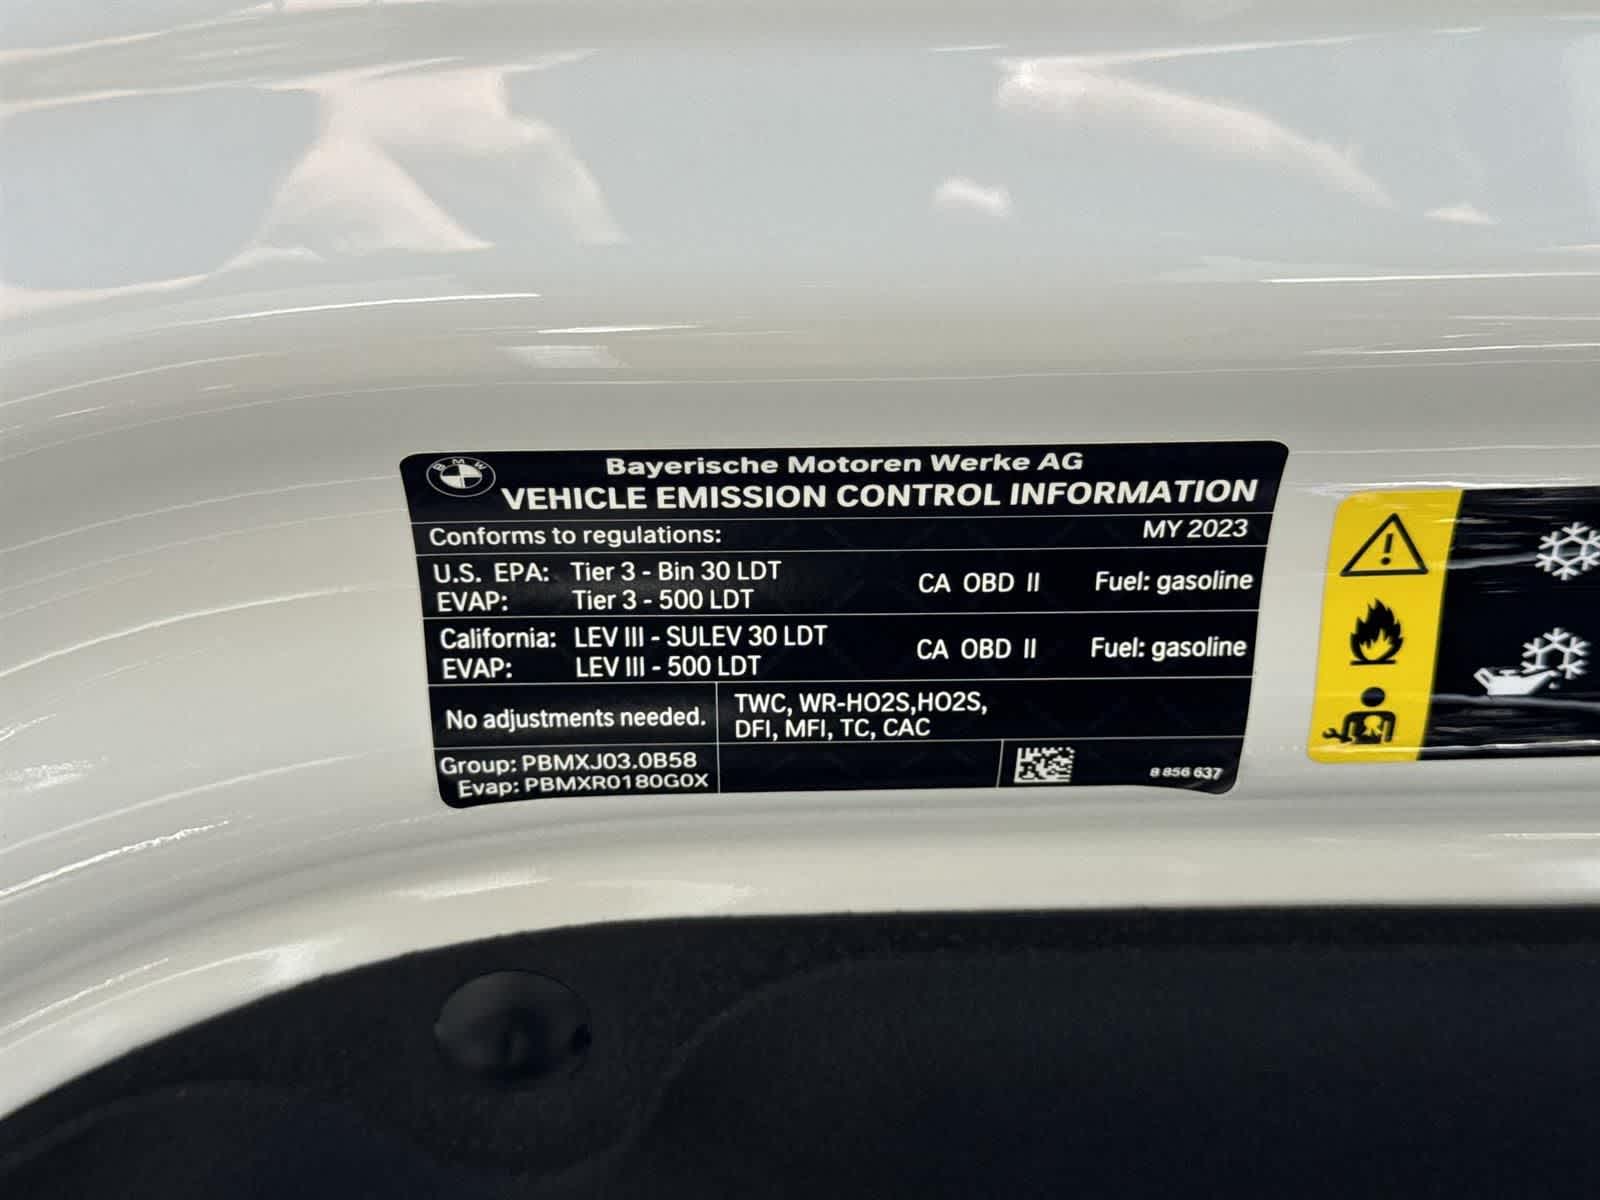 BMW
Bayerische Motoren Werke AG
VEHICLE EMISSION CONTROL INFORMATION
Conforms to regulations: MY 2023
U.S. EPA: Tier 3 - Bin 30 LDT CA OBD II Fuel: gasoline
EVAP: Tier 3 - 500 LDT
California: LEV III - SULEV 30 LDT CA OBD II Fuel: gasoline
EVAP: LEV III - 500 LDT
No adjustments needed.
TWC, WR-HO2S,HO2S,
DFI, MFI, TC, CAC
Group: PBMXJ03.0B58
Evap: PBMXR0180G0X
8 856 637